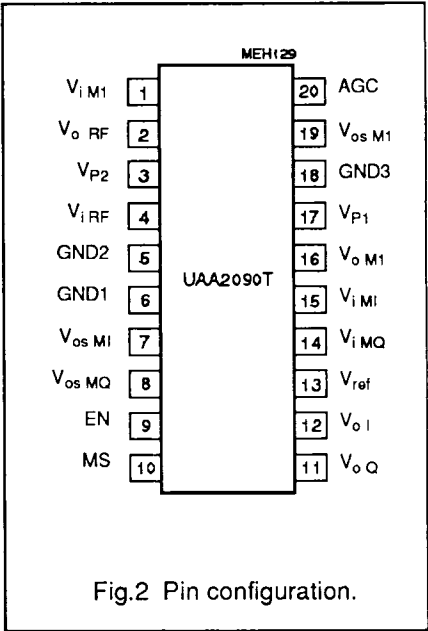 MEH129
V i M1 1 20 AGC
V o RF 2 19 V os M1
V P2 3 18 GND3
V i RF 4 17 V P1
GND2 5 16 V o M1
GND1 6 UAA2090T 15 V i MI
V os MI 7 14 V i MQ
V os MQ 8 13 V ref
EN 9 12 V o I
MS 10 11 V o Q
Fig.2 Pin configuration.